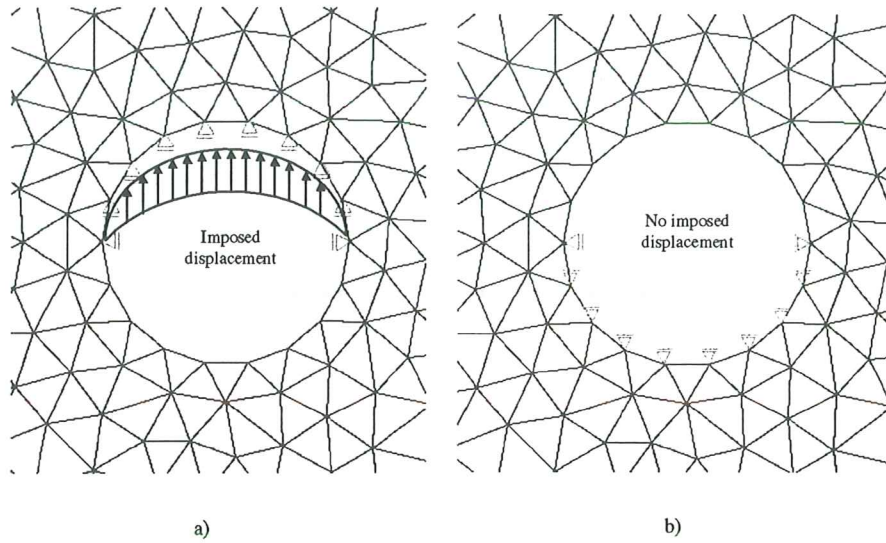 Imposed
displacement
No imposed
displacement
a)
b)